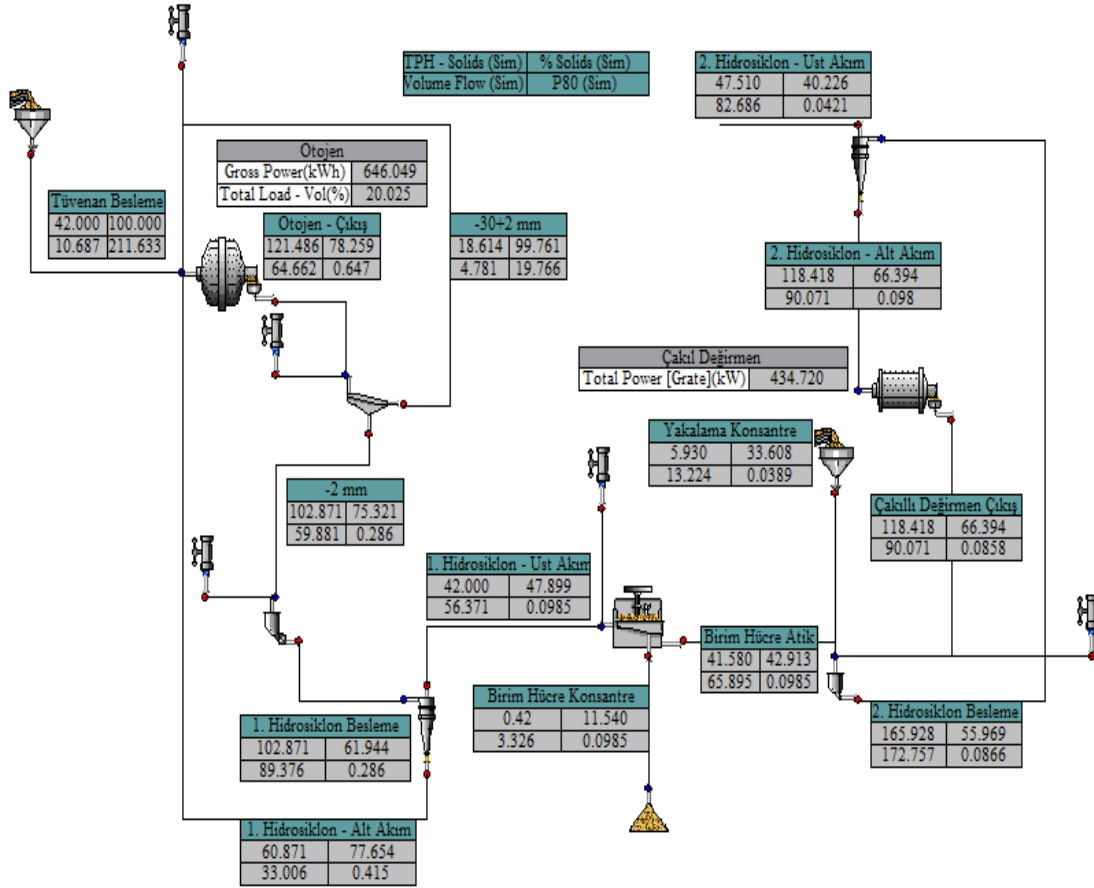 TPH - Solids (Sim) % Solids (Sim)
Volume Flow (Sim) P80 (Sim)
2. Hidrosiklon - Ust Akım
47.510 40.226
82.686 0.0421
Otojen
Gross Power(kWh) 646.049
Total Load - Vol(%) 20.025
Tüvenan Besleme
42.000 100.000
10.687 211.633
Otojen - Çıkış
121.486 78.259
64.662 0.647
-30+2 mm
18.614 99.761
4.781 19.766
2. Hidrosiklon - Alt Akım
118.418 66.394
90.071 0.098
Çakıl Değirmen
Total Power [Grate](kW) 434.720
Yakalama Konsantre
5.930 33.608
13.224 0.0389
-2 mm
102.871 75.321
59.881 0.286
Çakıllı Değirmen Çıkış
118.418 66.394
90.071 0.0858
1. Hidrosiklon - Ust Akım
42.000 47.899
56.371 0.0985
Birim Hücre Atik
41.580 42.913
65.895 0.0985
Birim Hücre Konsantre
0.42 11.540
3.326 0.0985
2. Hidrosiklon Besleme
165.928 55.969
172.757 0.0866
1. Hidrosiklon Besleme
102.871 61.944
89.376 0.286
1. Hidrosiklon - Alt Akım
60.871 77.654
33.006 0.415